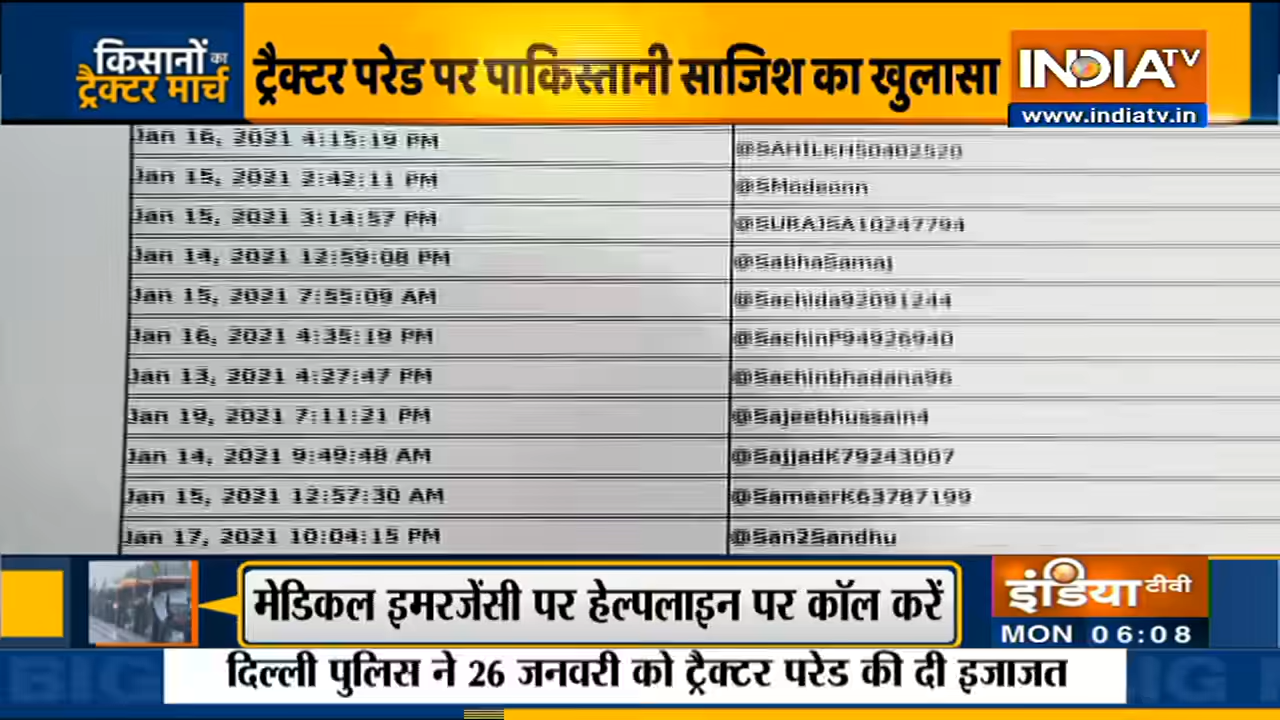 किसानों का
ट्रैक्टर मार्च
ट्रैक्टर परेड पर पाकिस्तानी साजिश का खुलासा
INDIA TV
www.indiatv.in
Jan 16, 2021 4:15:19 PM @SAHILKH50402520
Jan 15, 2021 2:42:11 PM
Jan 15, 2021 3:14:57 PM @SURAJSA10247794
Jan 14, 2021 12:59:08 PM @SabhaSamaj
Jan 15, 2021 7:55:09 AM @Sachida92091244
Jan 16, 2021 4:35:19 PM @SachinP94926940
Jan 13, 2021 4:27:47 PM @Sachinbhadana96
Jan 19, 2021 7:11:21 PM @Sajeebhussain4
Jan 14, 2021 9:49:48 AM @SajjadK79243007
Jan 15, 2021 12:57:30 AM @SameerK63787199
Jan 17, 2021 10:04:15 PM @San2Sandhu
मेडिकल इमरजेंसी पर हेल्पलाइन पर कॉल करें
इंडिया टीवी
MON 06:08
दिल्ली पुलिस ने 26 जनवरी को ट्रैक्टर परेड की दी इजाजत